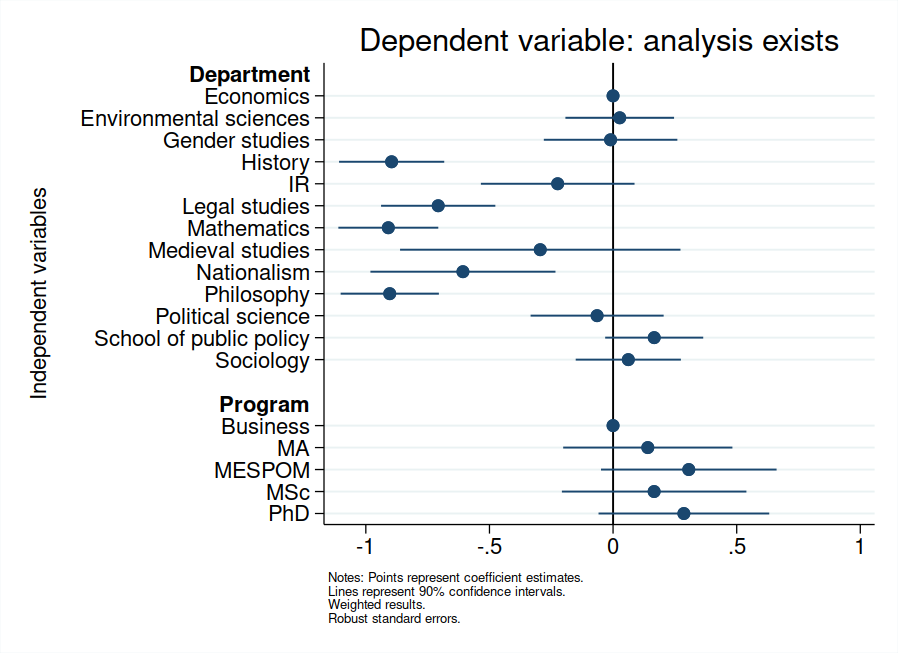 Dependent variable: analysis exists
Independent variables
Department
Economics
Environmental sciences
Gender studies
History
IR
Legal studies
Mathematics
Medieval studies
Nationalism
Philosophy
Political science
School of public policy
Sociology
Program
Business
MA
MESPOM
MSc
PhD
-1 -.5 0 .5 1
Notes: Points represent coefficient estimates.
Lines represent 90% confidence intervals.
Weighted results.
Robust standard errors.